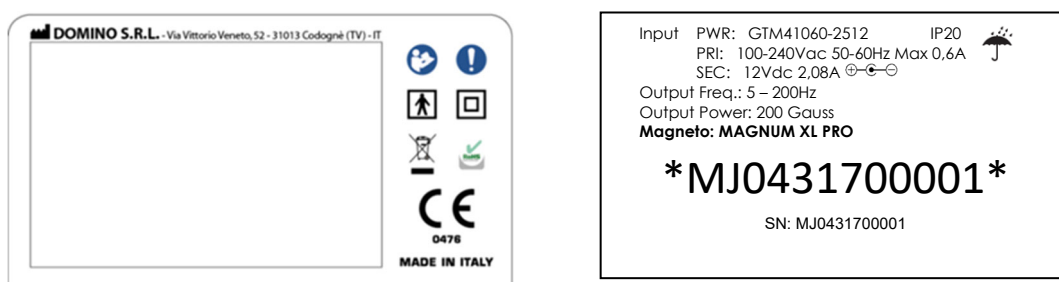 DOMINO S.R.L. - Via Vittorio Veneto, 52 - 31013 Codognè (TV) - IT
CE
0476
MADE IN ITALY
Input PWR: GTM41060-2512 IP20
PRI: 100-240Vac 50-60Hz Max 0,6A
SEC: 12Vdc 2,08A
Output Freq.: 5 – 200Hz
Output Power: 200 Gauss
Magneto: MAGNUM XL PRO
*MJ0431700001*
SN: MJ0431700001